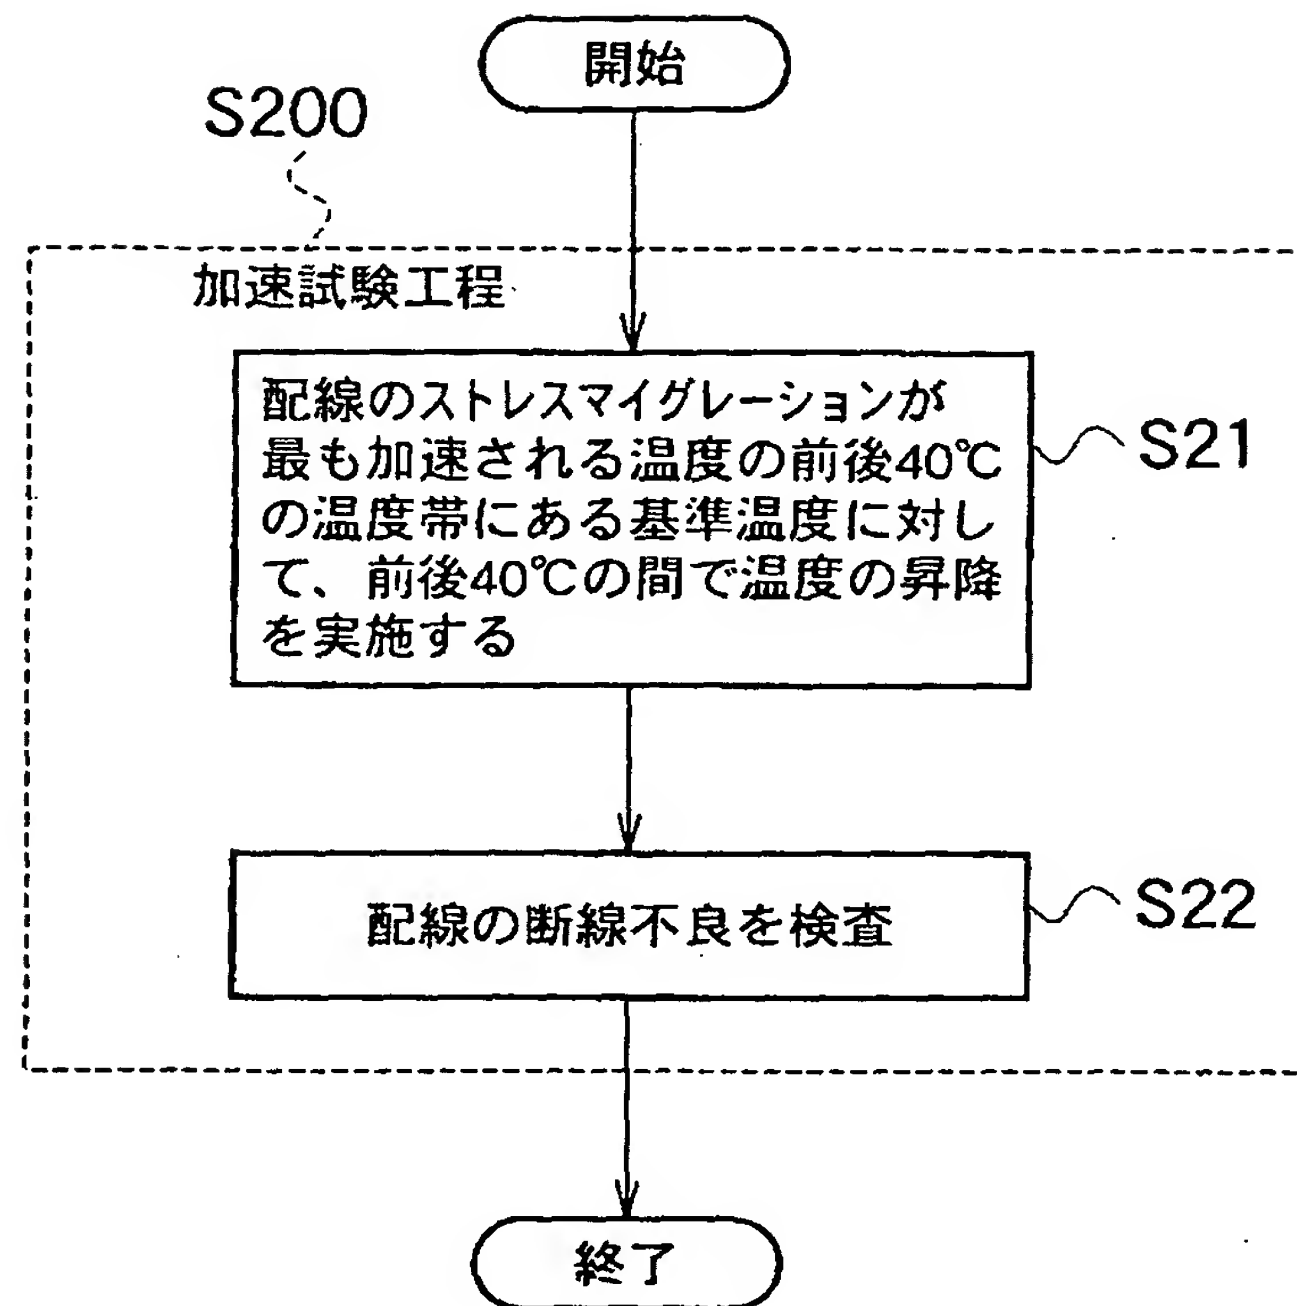 開始
S200
加速試験工程
配線のストレスマイグレーションが
最も加速される温度の前後40℃
の温度帯にある基準温度に対し
て、前後40℃の間で温度の昇降
を実施する
S21
配線の断線不良を検査
S22
終了